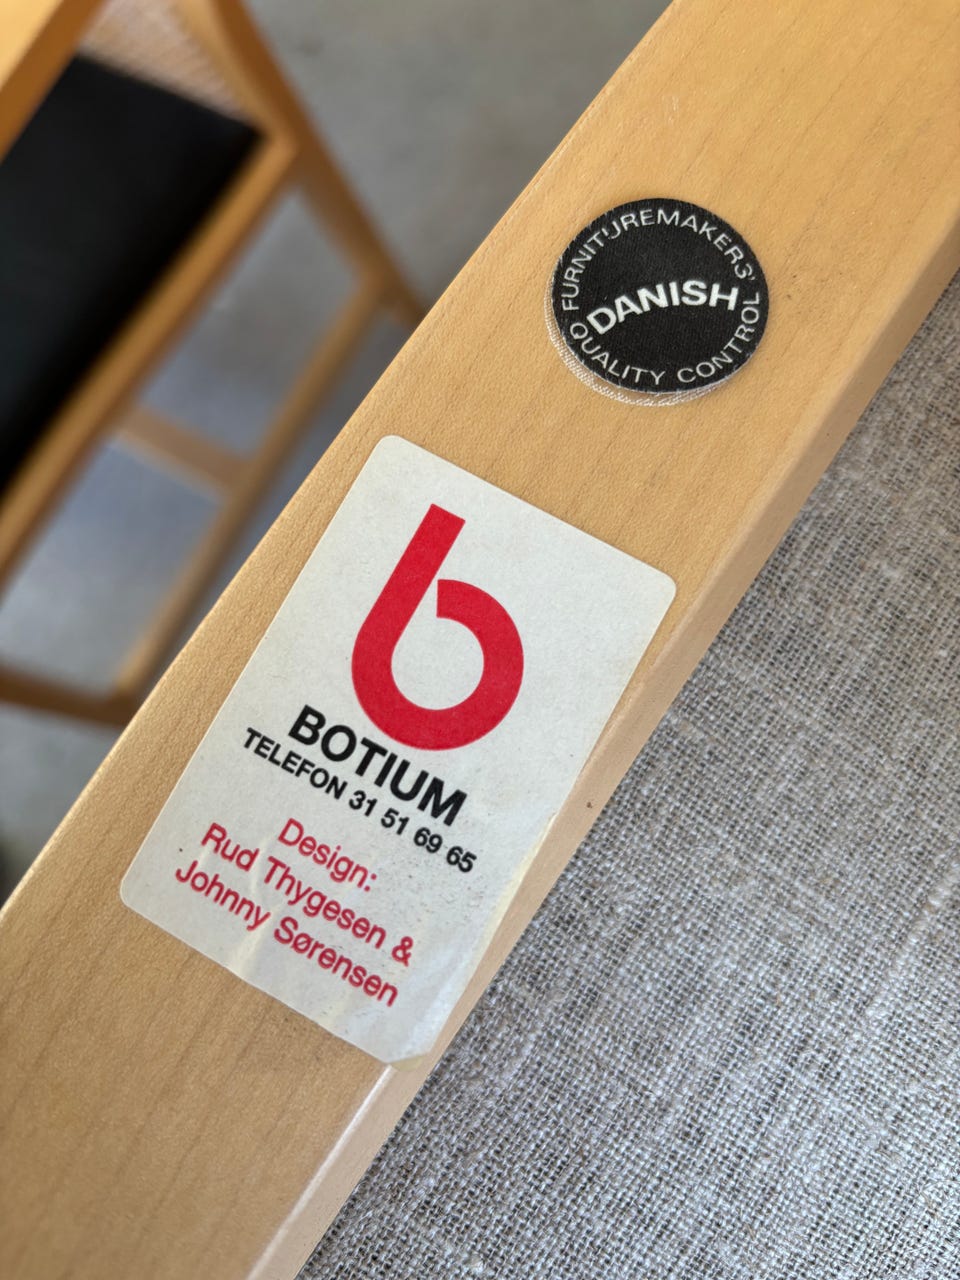 FURNITUREMAKERS'
DANISH
QUALITY CONTROL
b
BOTIUM
TELEFON 31 51 69 65
Design:
Rud Thygesen &
Johnny Sørensen